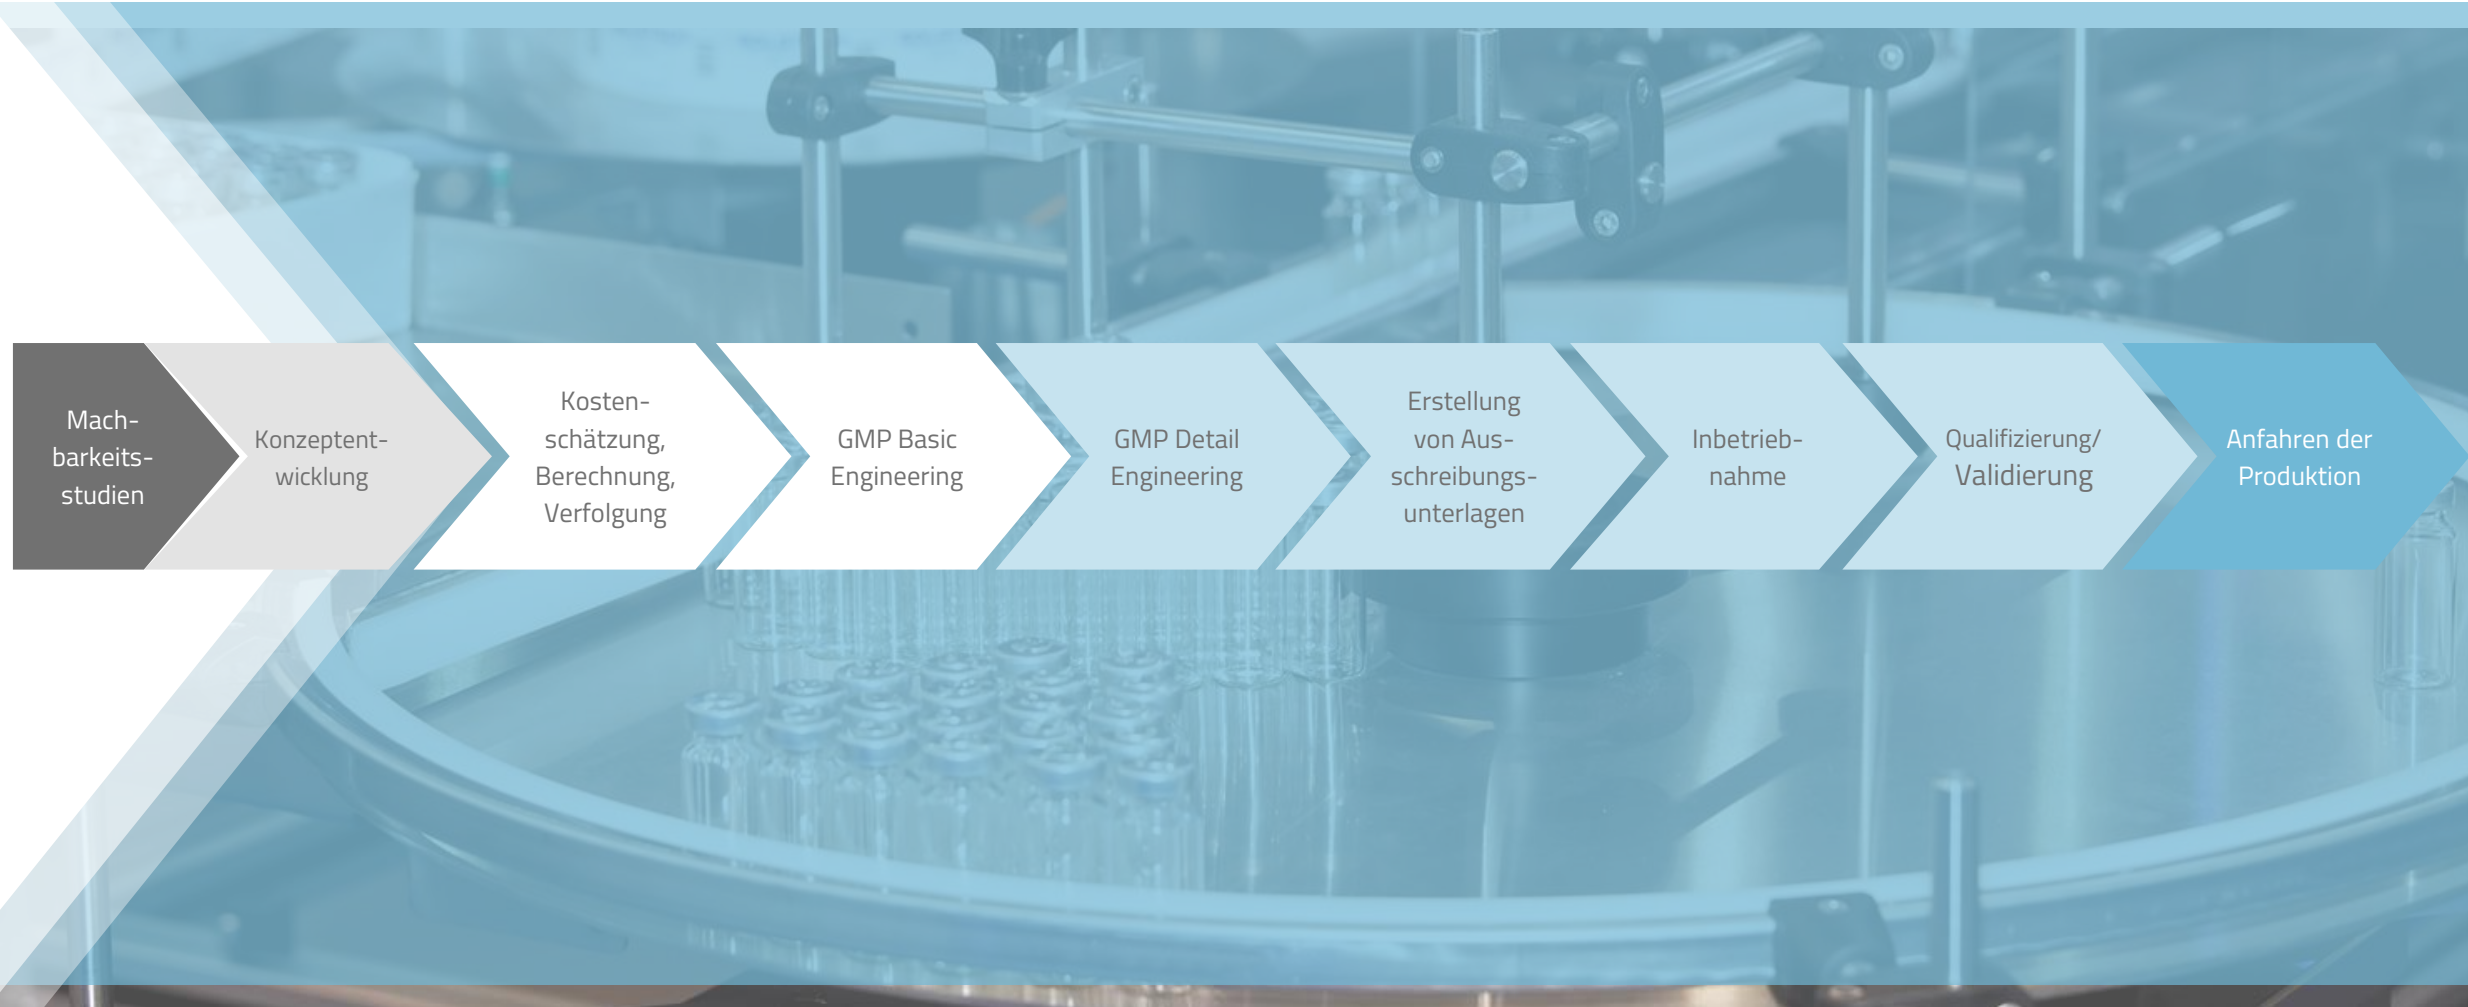 Mach-
barkeits-
studien
Konzeptent-
wicklung
Kosten-
schätzung,
Berechnung,
Verfolgung
GMP Basic
Engineering
GMP Detail
Engineering
Erstellung
von Aus-
schreibungs-
unterlagen
Inbetrieb-
nahme
Qualifizierung/
Validierung
Anfahren der
Produktion